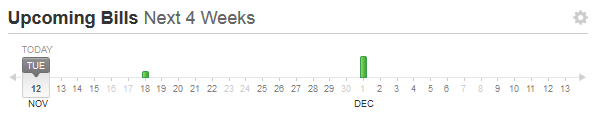 Upcoming Bills Next 4 Weeks
TODAY
TUE
12 13 14 15 16 17 18 19 20 21 22 23 24 25 26 27 28 29 30 1 2 3 4 5 6 7 8 9 10 11 12 13
NOV DEC